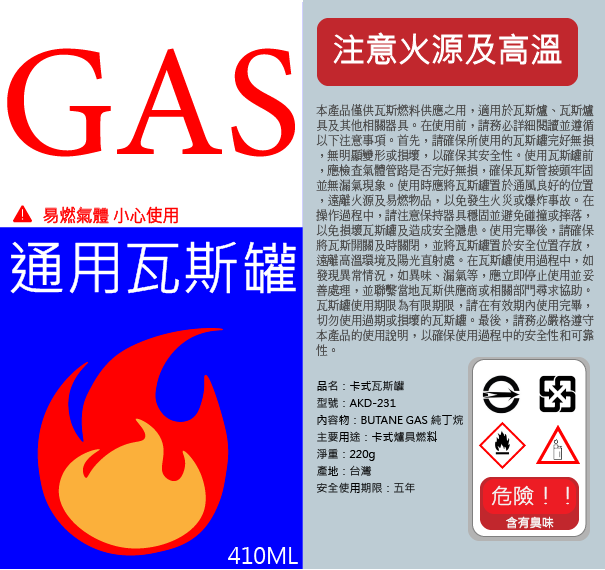 GAS
易燃氣體 小心使用
通用瓦斯罐
410ML
注意火源及高溫
本產品僅供瓦斯燃料供應之用，適用於瓦斯爐、瓦斯爐
具及其他相關器具。在使用前，請務必詳細閱讀並遵循
以下注意事項。首先，請確保所使用的瓦斯罐完好無損
，無明顯變形或損壞，以確保其安全性。使用瓦斯罐前
，應檢查氣體管路是否完好無損，確保瓦斯管接頭牢固
並無漏氣現象。使用時應將瓦斯罐置於通風良好的位置
，遠離火源及易燃物品，以免發生火災或爆炸事故。在
操作過程中，請注意保持器具穩固並避免碰撞或摔落，
以免損壞瓦斯罐及造成安全隱患。使用完畢後，請確保
將瓦斯開關及時關閉，並將瓦斯罐置於安全位置存放，
遠離高溫環境及陽光直射處。在瓦斯罐使用過程中，如
發現異常情況，如異味、漏氣等，應立即停止使用並妥
善處理，並聯繫當地瓦斯供應商或相關部門尋求協助。
瓦斯罐使用期限為有限期限，請在有效期內使用完畢，
切勿使用過期或損壞的瓦斯罐。最後，請務必嚴格遵守
本產品的使用說明，以確保使用過程中的安全性和可靠
性。
品名：卡式瓦斯罐
型號：AKD-231
內容物：BUTANE GAS 純丁烷
主要用途：卡式爐具燃料
淨重：220g
產地：台灣
安全使用期限：五年
危險！！
含有臭味